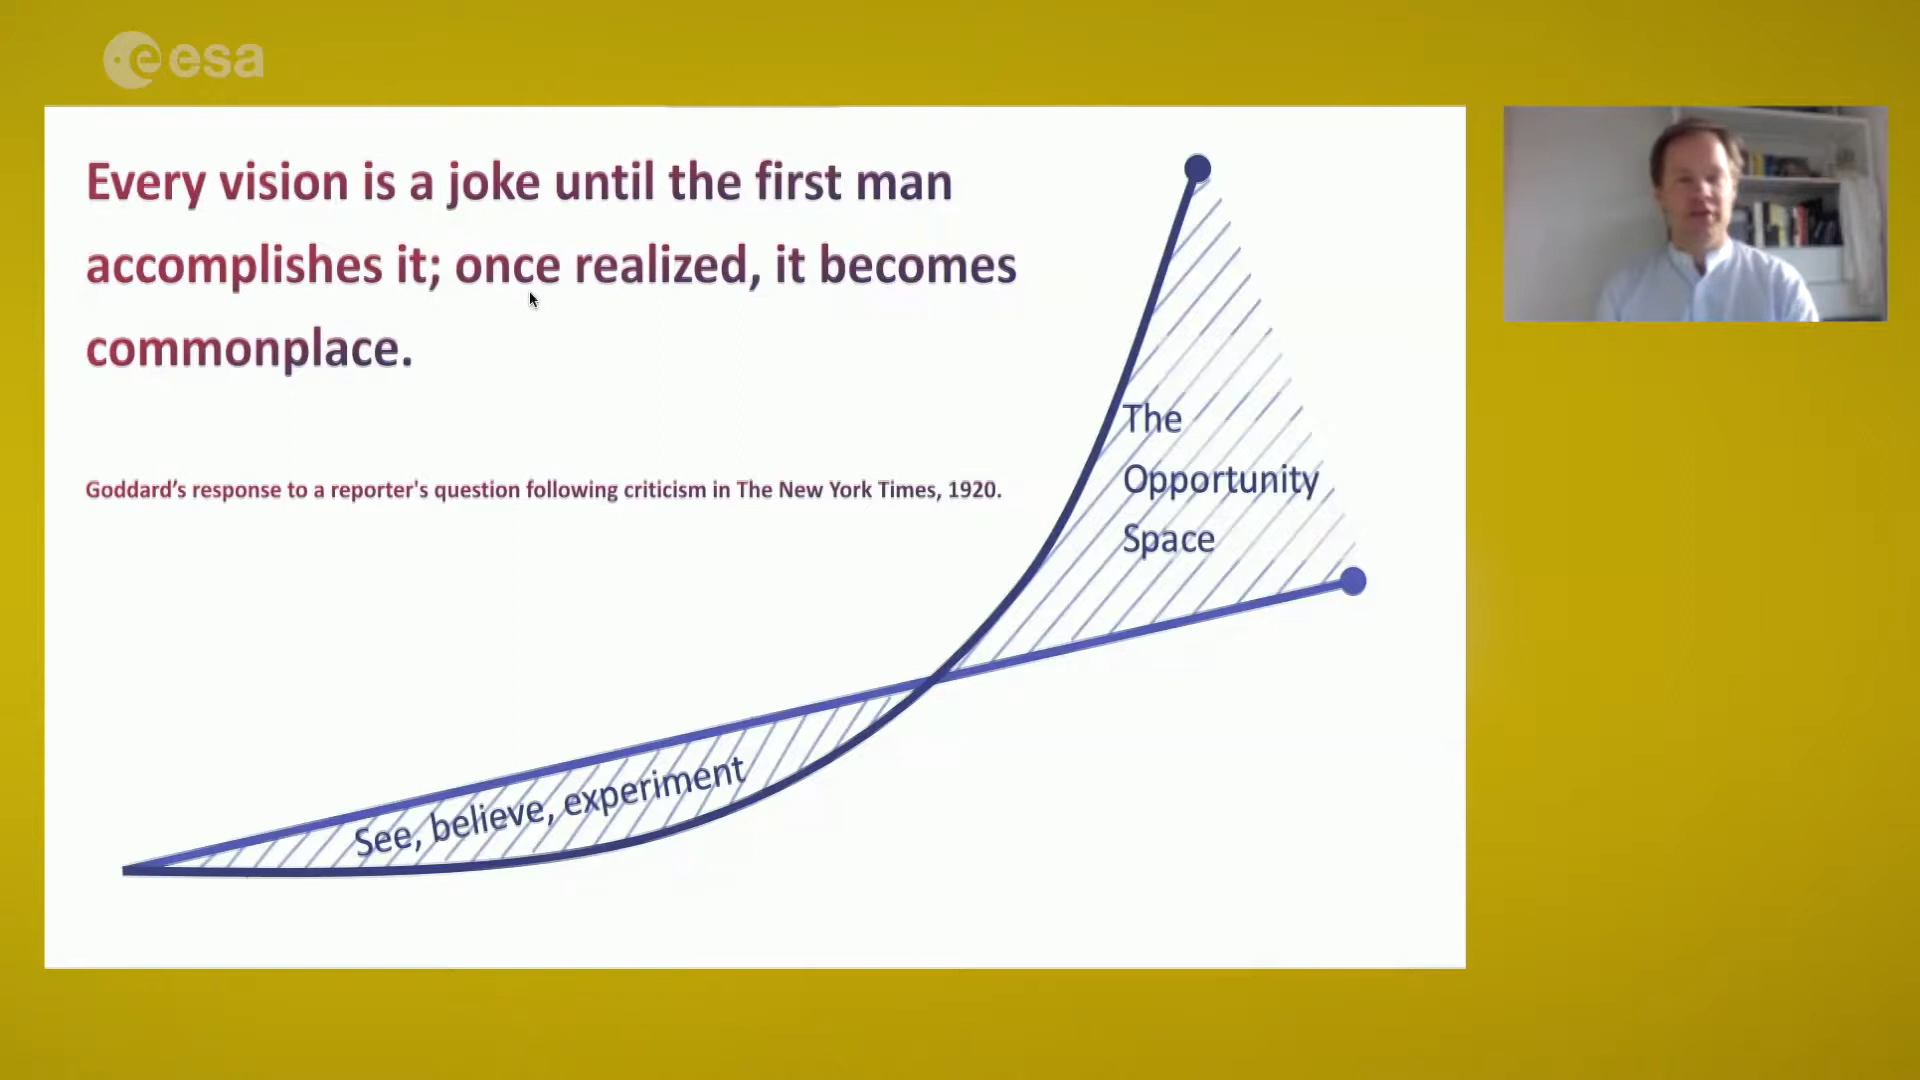 esa
Every vision is a joke until the first man
accomplishes it; once realized, it becomes
commonplace.
Goddard’s response to a reporter's question following criticism in The New York Times, 1920.
The
Opportunity
Space
See, believe, experiment